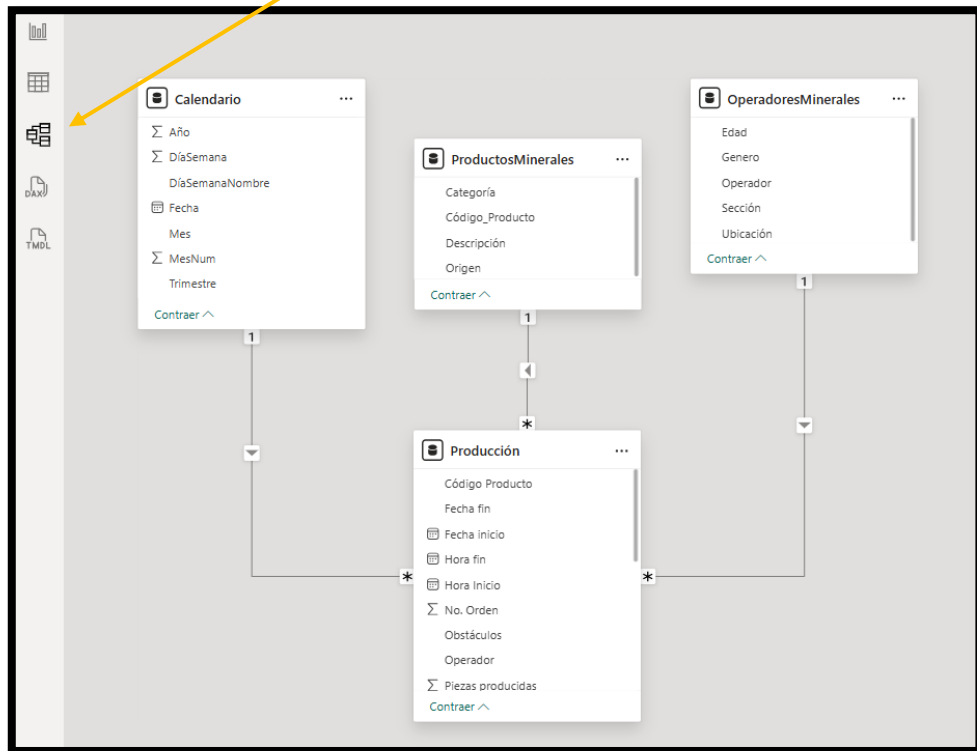 DAX
TMDL
Calendario
Año
DíaSemana
DíaSemanaNombre
Fecha
Mes
MesNum
Trimestre
Contraer
1
ProductosMinerales
Categoría
Código_Producto
Descripción
Origen
Contraer
1
*
OperadoresMinerales
Edad
Genero
Operador
Sección
Ubicación
Contraer
1
Producción
Código Producto
Fecha fin
Fecha inicio
Hora fin
Hora Inicio
* *
No. Orden
Obstáculos
Operador
Piezas producidas
Contraer